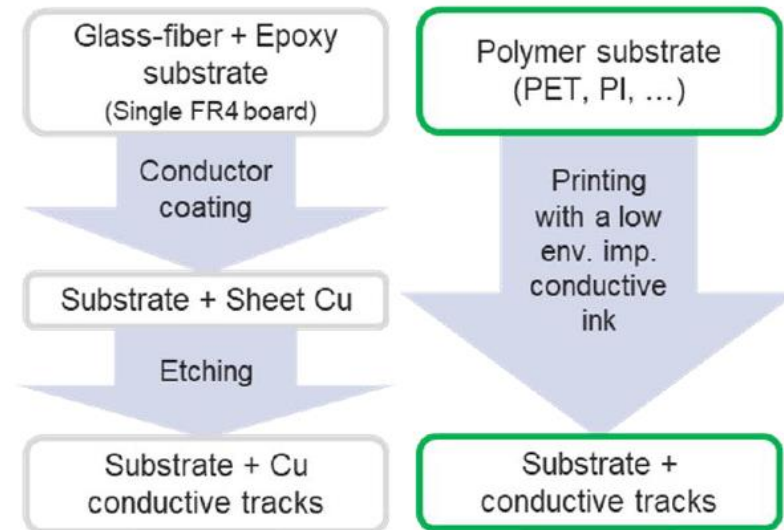 Glass-fiber + Epoxy
substrate
(Single FR4 board)
Conductor
coating
Substrate + Sheet Cu
Etching
Substrate + Cu
conductive tracks
Polymer substrate
(PET, PI, ...)
Printing
with a low
env. imp.
conductive
ink
Substrate +
conductive tracks